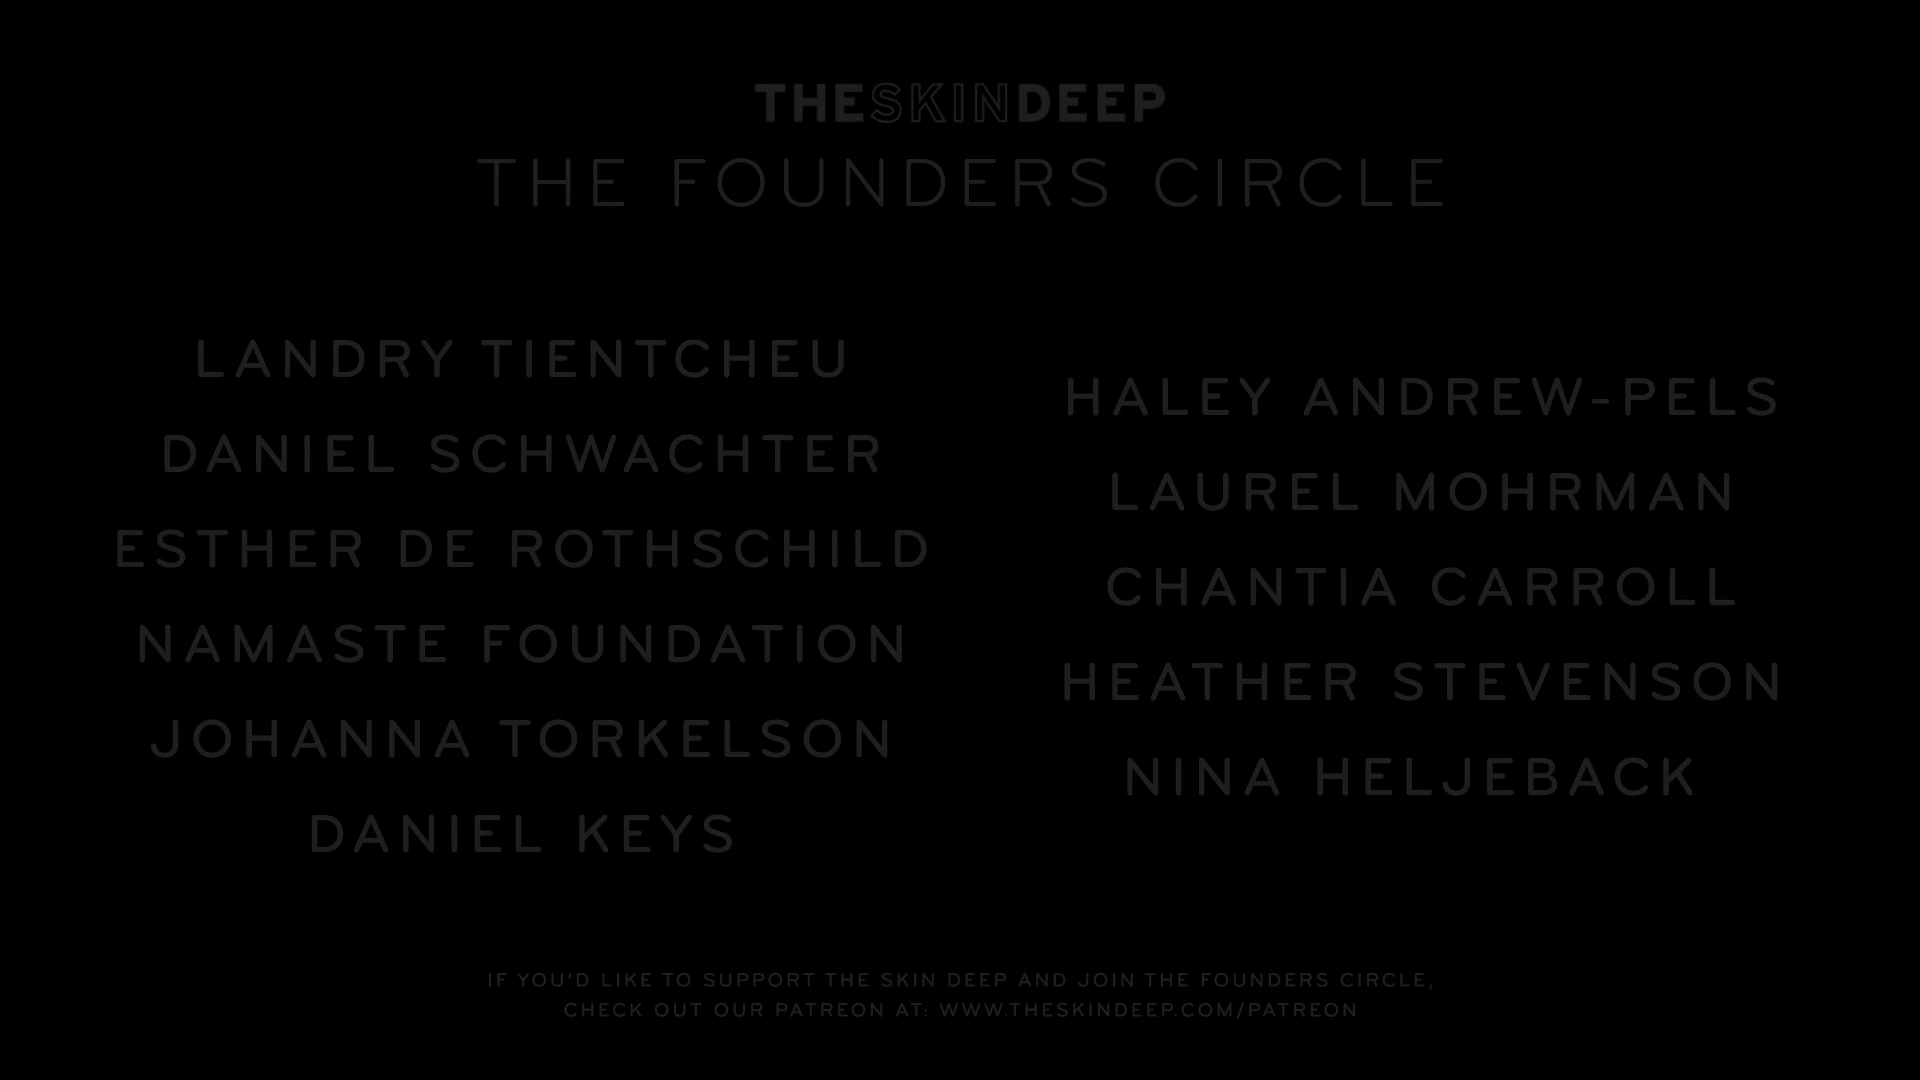 THESKINDEEP
THE FOUNDERS CIRCLE
LANDRY TIENTCHEU
DANIEL SCHWACHTER
ESTHER DE ROTHSCHILD
NAMASTE FOUNDATION
JOHANNA TORKELSON
DANIEL KEYS
HALEY ANDREW-PELS
LAUREL MOHRMAN
CHANTIA CARROLL
HEATHER STEVENSON
NINA HELJEBACK
IF YOU'D LIKE TO SUPPORT THE SKIN DEEP AND JOIN THE FOUNDERS CIRCLE,
CHECK OUT OUR PATREON AT: WWW.THESKINDEEP.COM/PATREON